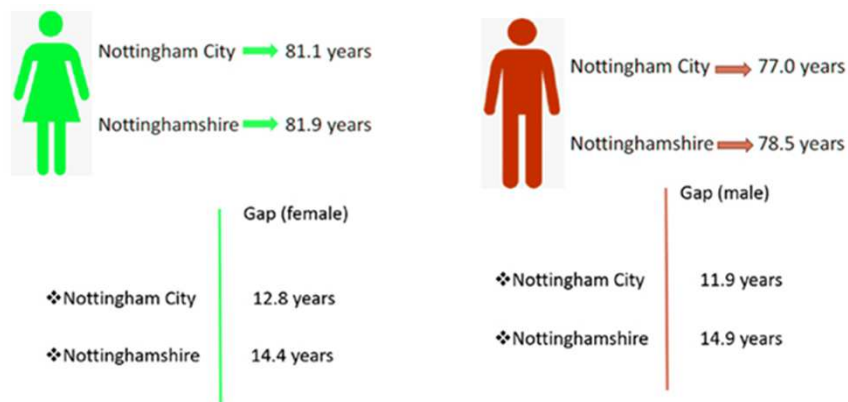 Nottingham City 81.1 years
Nottinghamshire 81.9 years
Gap (female)
❖Nottingham City 12.8 years
❖Nottinghamshire 14.4 years
Nottingham City 77.0 years
Nottinghamshire 78.5 years
Gap (male)
❖Nottingham City 11.9 years
❖Nottinghamshire 14.9 years